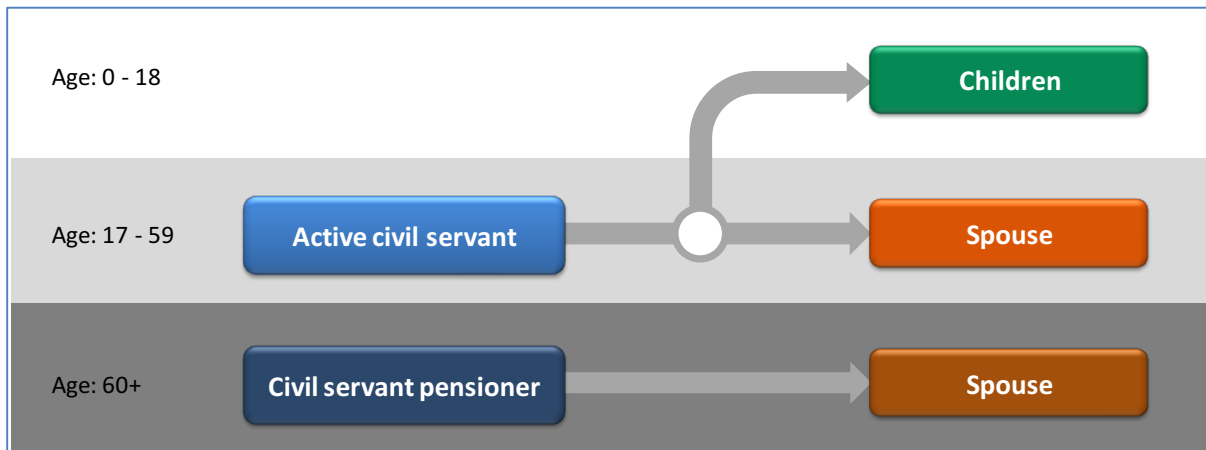 Age: 0 - 18
Children
Age: 17 - 59
Active civil servant
Spouse
Age: 60+
Civil servant pensioner
Spouse